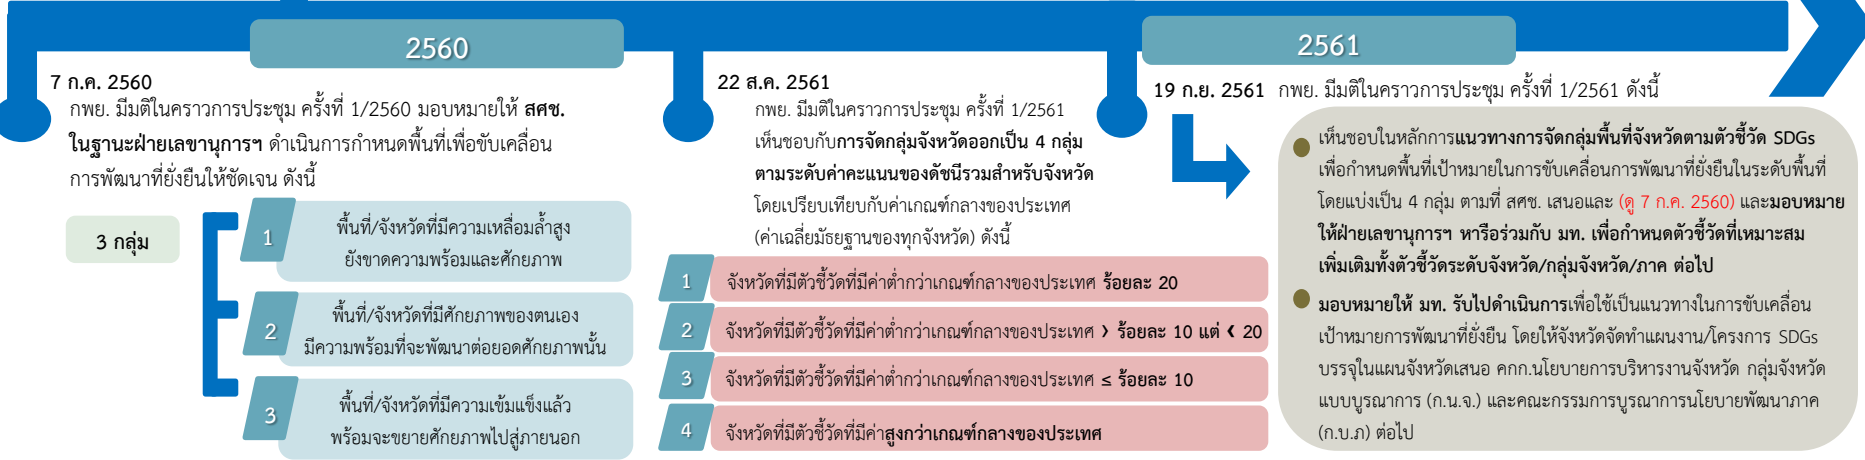 2560
2561
7 ก.ค. 2560
กพย. มีมติในคราวการประชุม ครั้งที่ 1/2560 มอบหมายให้ สศช.
ในฐานะฝ่ายเลขานุการฯ ดำเนินการกำหนดพื้นที่เพื่อขับเคลื่อน
การพัฒนาที่ยั่งยืนให้ชัดเจน ดังนี้
3 กลุ่ม
1
พื้นที่/จังหวัดที่มีความเหลื่อมล้ำสูง
ยังขาดความพร้อมและศักยภาพ
2
พื้นที่/จังหวัดที่มีศักยภาพของตนเอง
มีความพร้อมที่จะพัฒนาต่อยอดศักยภาพนั้น
3
พื้นที่/จังหวัดที่มีความเข้มแข็งแล้ว
พร้อมจะขยายศักยภาพไปสู่ภายนอก
22 ส.ค. 2561
กพย. มีมติในคราวการประชุม ครั้งที่ 1/2561
เห็นชอบกับการจัดกลุ่มจังหวัดออกเป็น 4 กลุ่ม
ตามระดับค่าคะแนนของดัชนีรวมสำหรับจังหวัด
โดยเปรียบเทียบกับค่าเกณฑ์กลางของประเทศ
(ค่าเฉลี่ยมัธยฐานของทุกจังหวัด) ดังนี้
1 จังหวัดที่มีตัวชี้วัดที่มีค่าต่ำกว่าเกณฑ์กลางของประเทศ ร้อยละ 20
2 จังหวัดที่มีตัวชี้วัดที่มีค่าต่ำกว่าเกณฑ์กลางของประเทศ > ร้อยละ 10 แต่ < 20
3 จังหวัดที่มีตัวชี้วัดที่มีค่าต่ำกว่าเกณฑ์กลางของประเทศ ≤ ร้อยละ 10
4 จังหวัดที่มีตัวชี้วัดที่มีค่าสูงกว่าเกณฑ์กลางของประเทศ
19 ก.ย. 2561 กพย. มีมติในคราวการประชุม ครั้งที่ 1/2561 ดังนี้
เห็นชอบในหลักการแนวทางการจัดกลุ่มพื้นที่จังหวัดตามตัวชี้วัด SDGs
เพื่อกำหนดพื้นที่เป้าหมายในการขับเคลื่อนการพัฒนาที่ยั่งยืนในระดับพื้นที่
โดยแบ่งเป็น 4 กลุ่ม ตามที่ สศช. เสนอและ (ดู 7 ก.ค. 2560) และมอบหมาย
ให้ฝ่ายเลขานุการฯ หารือร่วมกับ มท. เพื่อกำหนดตัวชี้วัดที่เหมาะสม
เพิ่มเติมทั้งตัวชี้วัดระดับจังหวัด/กลุ่มจังหวัด/ภาค ต่อไป
มอบหมายให้ มท. รับไปดำเนินการเพื่อใช้เป็นแนวทางในการขับเคลื่อน
เป้าหมายการพัฒนาที่ยั่งยืน โดยให้จังหวัดจัดทำแผนงาน/โครงการ SDGs
บรรจุในแผนจังหวัดเสนอ คกก.นโยบายการบริหารงานจังหวัด กลุ่มจังหวัด
แบบบูรณาการ (ก.น.จ.) และคณะกรรมการบูรณาการนโยบายพัฒนาภาค
(ก.บ.ภ) ต่อไป